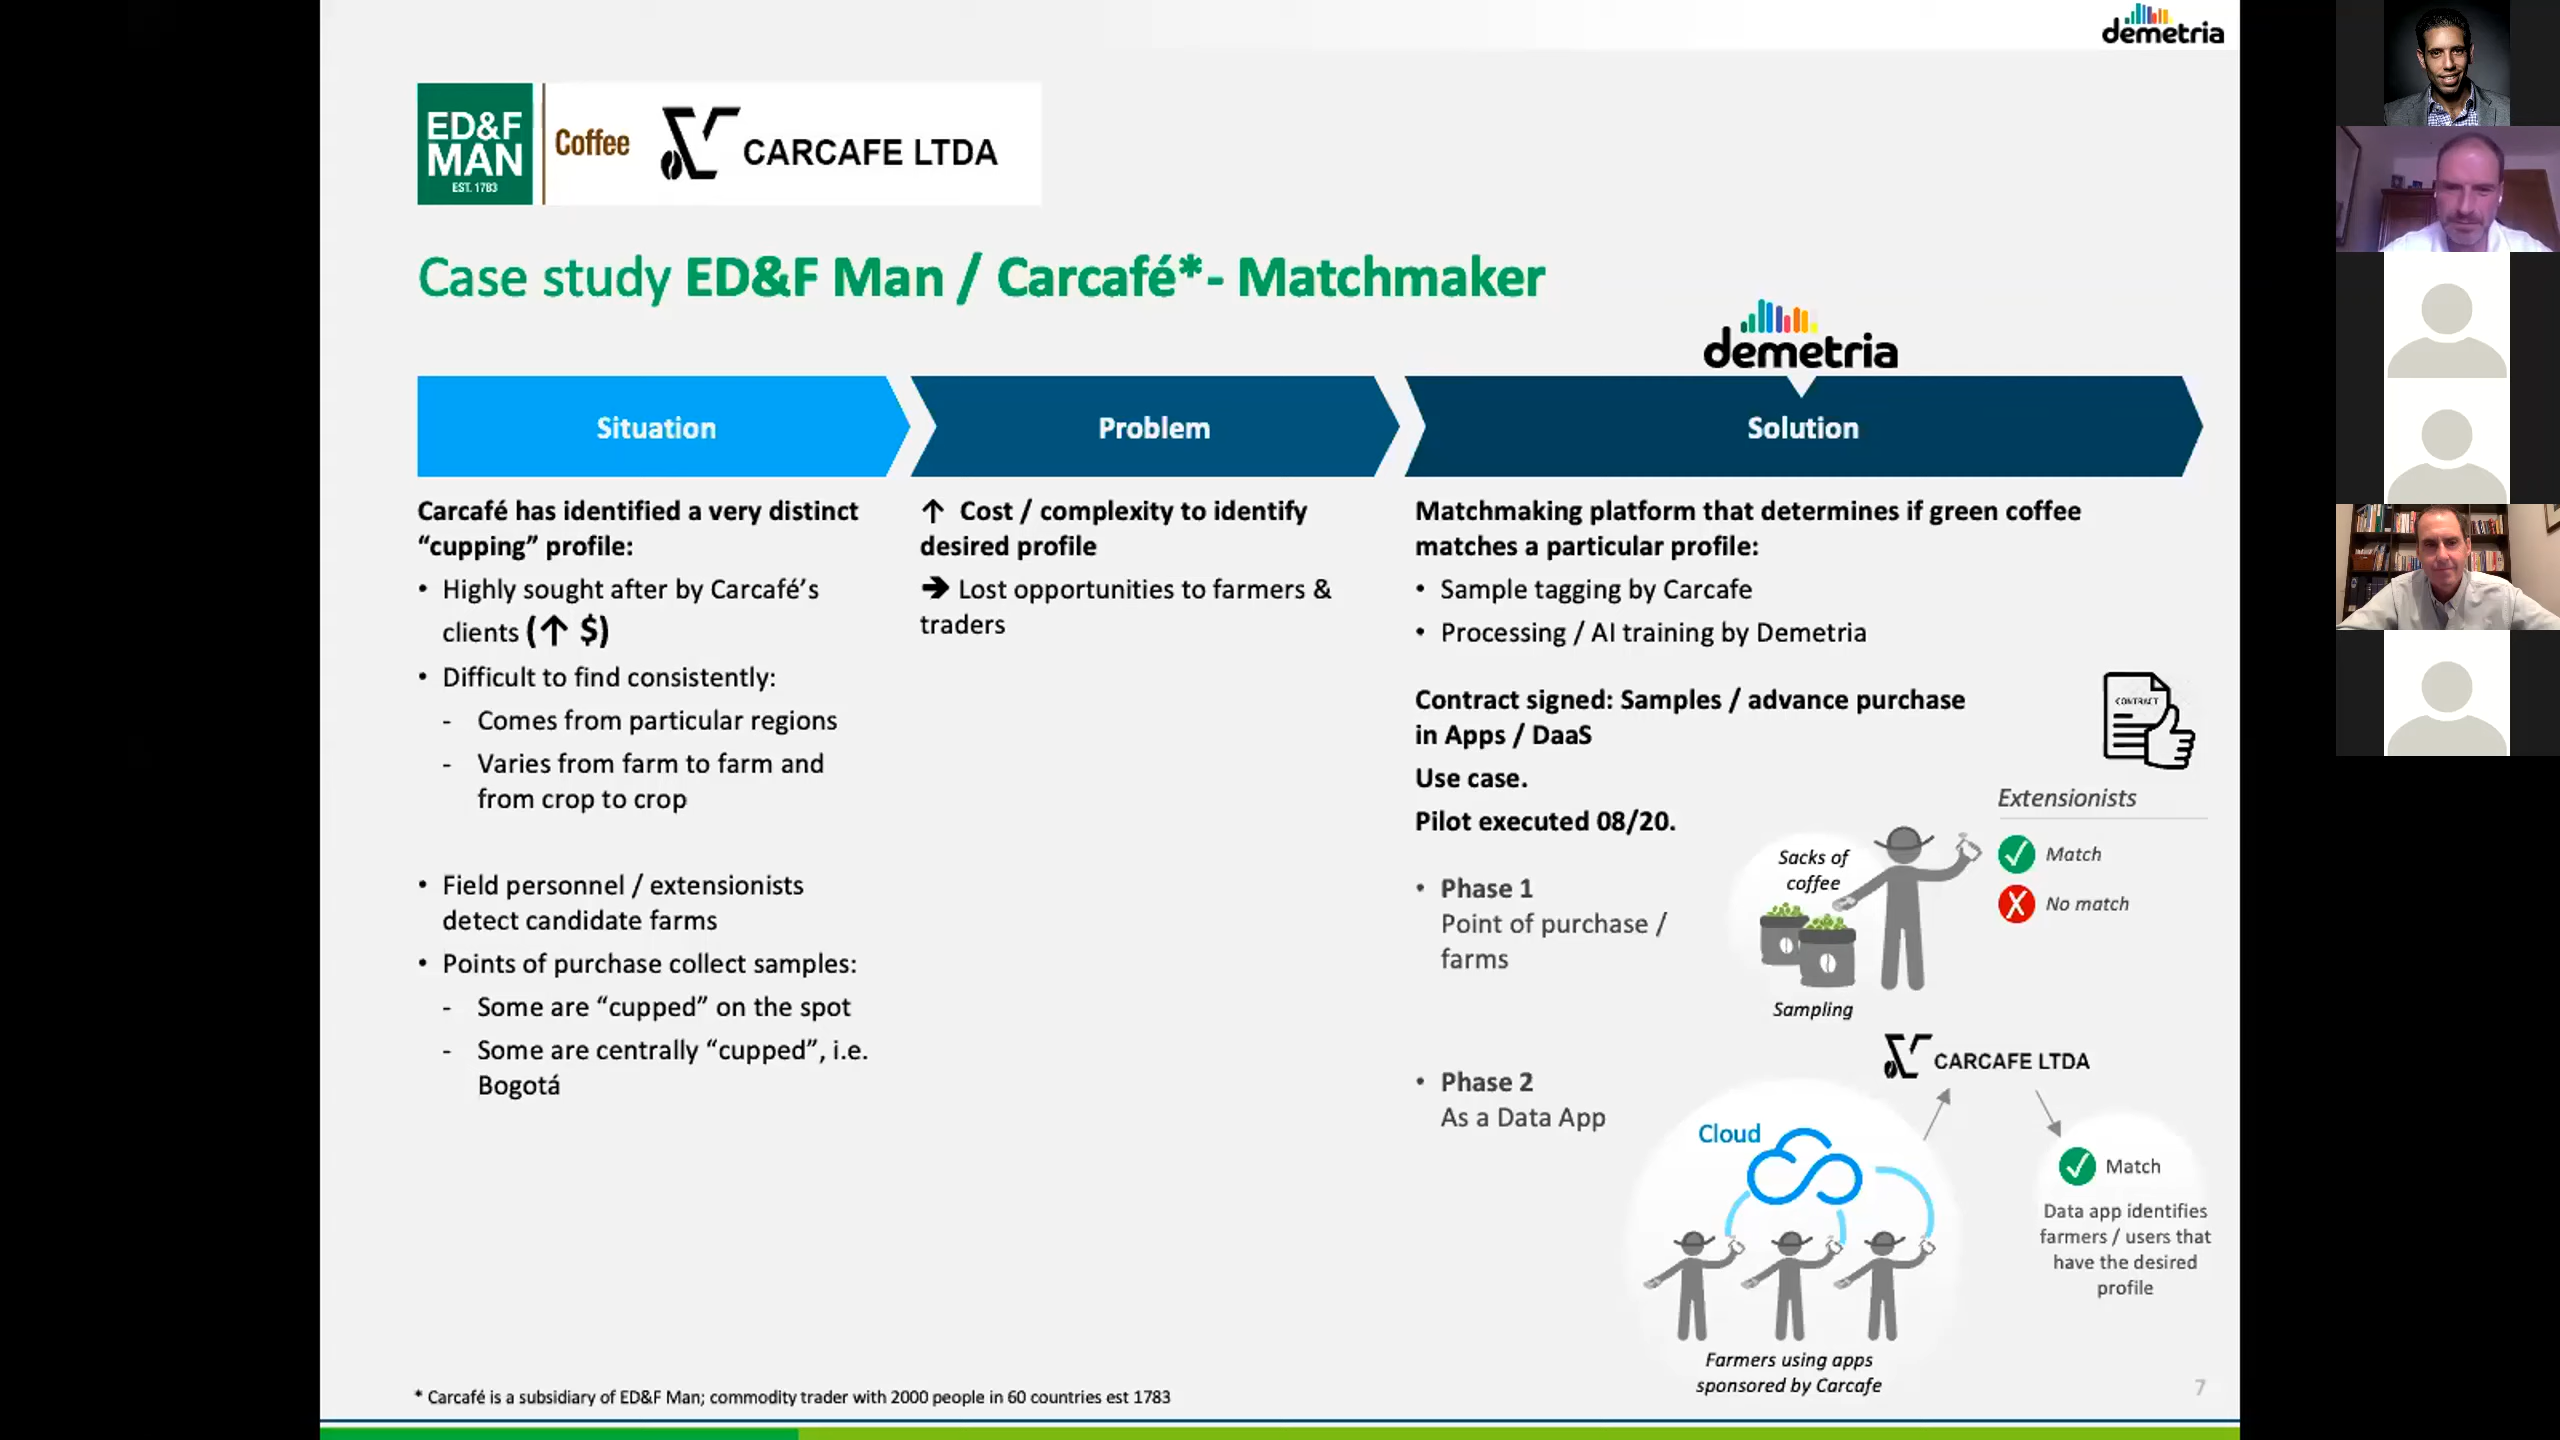 demetria
ED&F
MAN
EST. 1783
Coffee
CARCAFE LTDA
Case study ED&F Man / Carcafé*- Matchmaker
demetria
Situation
Problem
Solution
Carcafé has identified a very distinct
“cupping” profile:
• Highly sought after by Carcafé’s
clients (↑ $)
• Difficult to find consistently:
- Comes from particular regions
- Varies from farm to farm and
from crop to crop
• Field personnel / extensionists
detect candidate farms
• Points of purchase collect samples:
- Some are “cupped” on the spot
- Some are centrally “cupped”, i.e.
Bogotá
↑ Cost / complexity to identify
desired profile
➔ Lost opportunities to farmers &
traders
Matchmaking platform that determines if green coffee
matches a particular profile:
• Sample tagging by Carcafe
• Processing / AI training by Demetria
Contract signed: Samples / advance purchase
in Apps / DaaS
Use case.
Pilot executed 08/20.
CONTRACT
• Phase 1
Point of purchase /
farms
Sacks of
coffee
Sampling
Extensionists
Match
No match
• Phase 2
As a Data App
CARCAFE LTDA
Cloud
Match
Data app identifies
farmers / users that
have the desired
profile
Farmers using apps
sponsored by Carcafe
* Carcafé is a subsidiary of ED&F Man; commodity trader with 2000 people in 60 countries est 1783
7